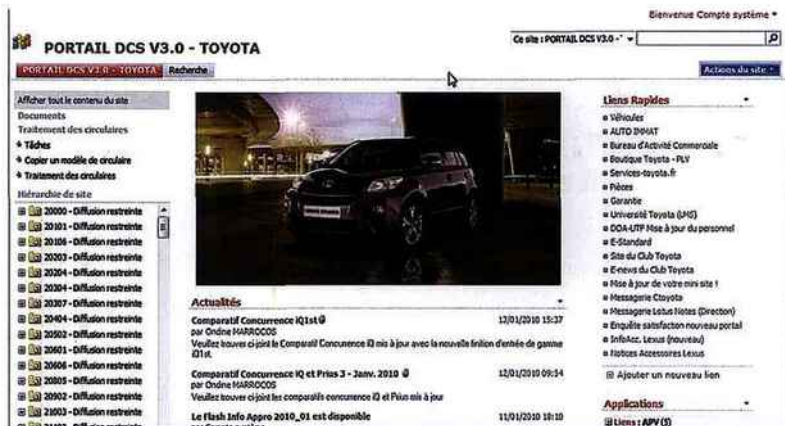 Bienvenue Compte système
PORTAIL DCS V3.0 - TOYOTA
Ce site : PORTAIL DCS V3.0 -
PORTAIL DCS V3.0 - TOYOTA
Recherche
Actions du site
Afficher tout le contenu du site
Documents
Traitement des circulaires
Tâches
Copier un modèle de circulaire
Traitement des circulaires
Hiérarchie de site
20000 - Diffusion restreinte
20101 - Diffusion restreinte
20106 - Diffusion restreinte
20203 - Diffusion restreinte
20204 - Diffusion restreinte
20304 - Diffusion restreinte
20307 - Diffusion restreinte
20404 - Diffusion restreinte
20502 - Diffusion restreinte
20601 - Diffusion restreinte
20606 - Diffusion restreinte
20805 - Diffusion restreinte
20902 - Diffusion restreinte
21003 - Diffusion restreinte
Actualités
Comparatif Concurrence iQ1st
12/01/2010 15:37
par Ondine MARROCOS
Veuillez trouver ci-joint le Comparatif Concurrence iQ mis à jour avec la nouvelle finition d'entrée de gamme
iQ1st.
Comparatif Concurrence iQ et Prius 3 - Janv. 2010
12/01/2010 09:54
par Ondine MARROCOS
Veuillez trouver ci-joint les comparatifs concurrence iQ et Prius mis à jour
Le Flash Info Appro 2010_01 est disponible
11/01/2010 18:10
Liens Rapides
Véhicules
AUTO IMMAT
Bureau d'Activité Commerciale
Boutique Toyota - PLV
Services-toyota.fr
Pièces
Garantie
Université Toyota (LMS)
DOA-UTP Mise à jour du personnel
E-Standard
Site du Club Toyota
E-news du Club Toyota
Mise à jour de votre mini site !
Messagerie Ctoyota
Messagerie Lotus Notes (Direction)
Enquête satisfaction nouveau portail
InfoAcc. Lexus (nouveau)
Notices Accessoires Lexus
Ajouter un nouveau lien
Applications
Liens : APV (5)